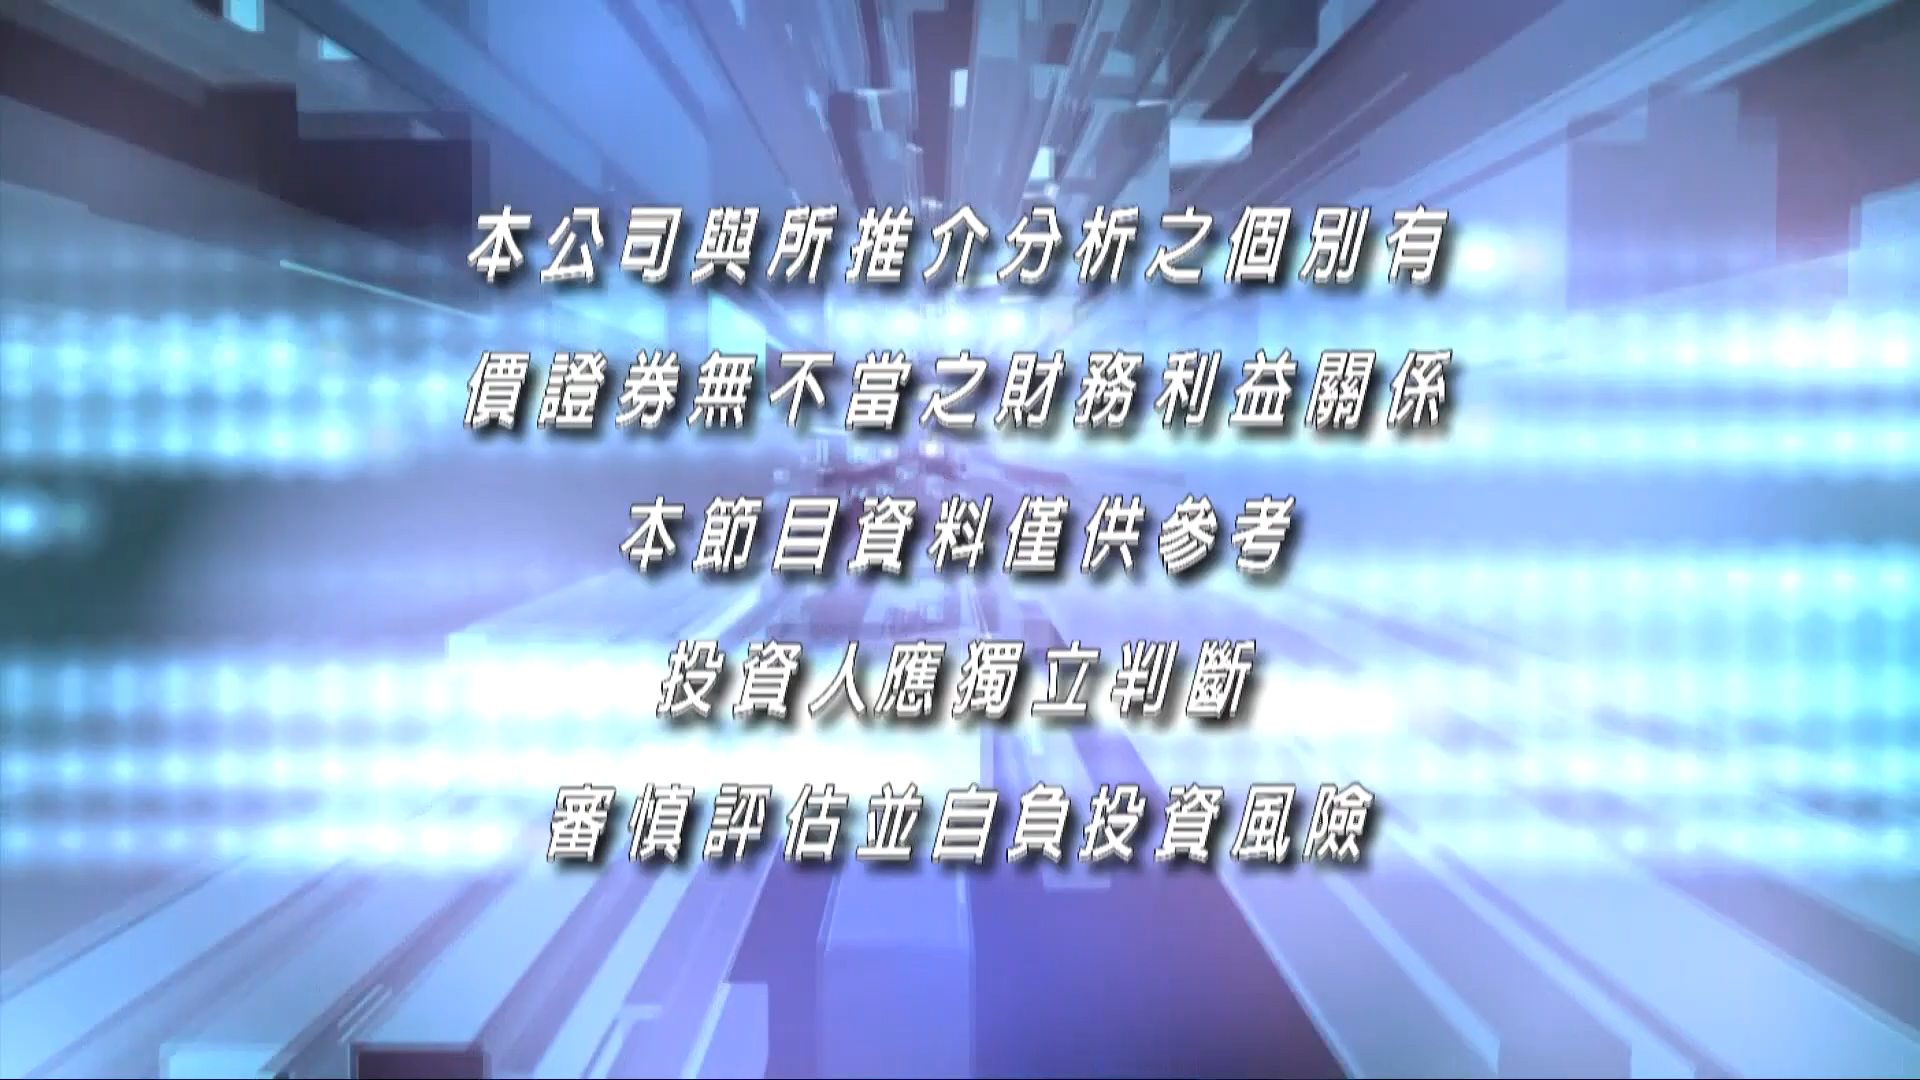 本公司與所推介分析之個別有
價證券無不當之財務利益關係
本節目資料僅供參考
投資人應獨立判斷
審慎評估並自負投資風險